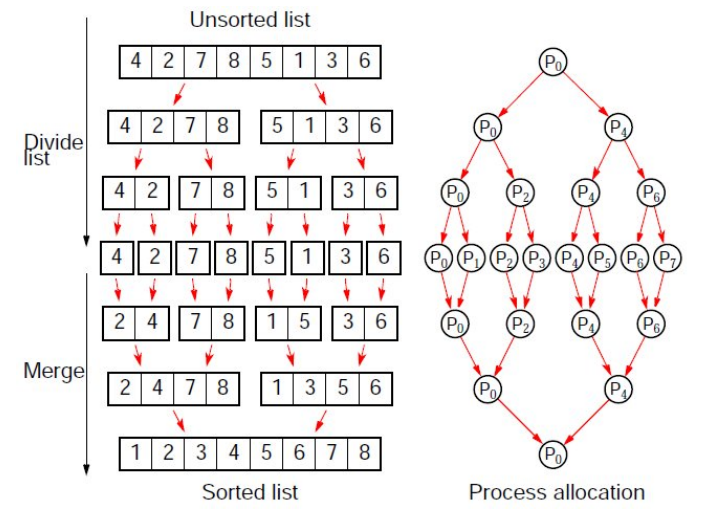 Unsorted list
4 2 7 8 5 1 3 6
4 2 7 8 5 1 3 6
Divide
list
4 2 7 8 5 1 3 6
4 2 7 8 5 1 3 6
2 4 7 8 1 5 3 6
Merge
2 4 7 8 1 3 5 6
1 2 3 4 5 6 7 8
Sorted list
P0
P0 P4
P0 P2 P4 P6
P0 P1 P2 P3 P4 P5 P6 P7
P0 P2 P4 P6
P0 P4
P0
Process allocation